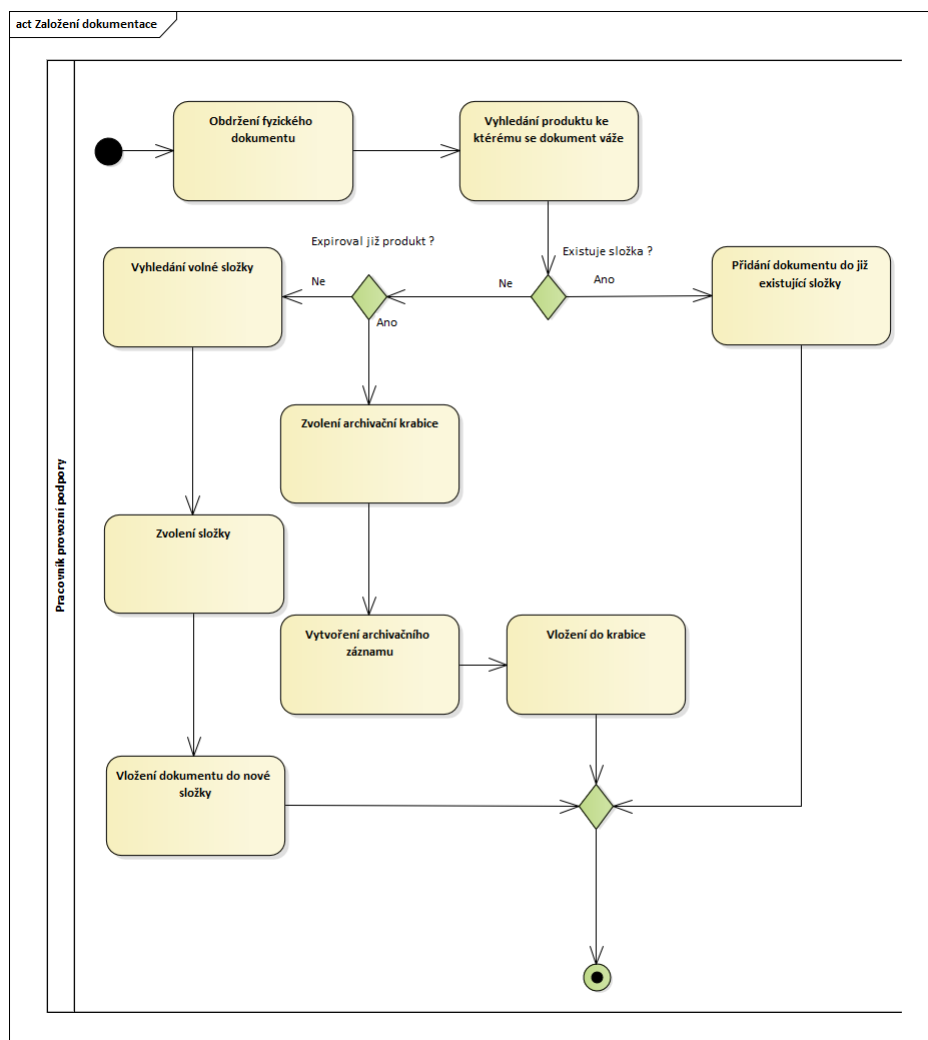 act Založení dokumentace
Pracovník provozní podpory
Obdržení fyzického
dokumentu
Vyhledání produktu ke
ktérému se dokument váže
Expiroval již produkt ?
Existuje složka ?
Vyhledání volné složky
Ne
Ne
Ano
Přidání dokumentu do již
existující složky
Ano
Zvolení archivační krabice
Zvolení složky
Vytvoření archivačního
záznamu
Vložení do krabice
Vložení dokumentu do nové
složky